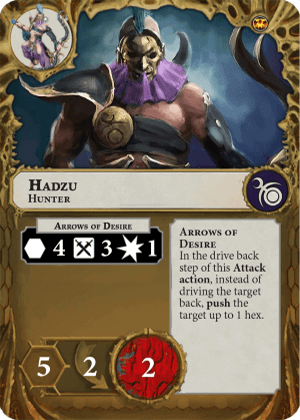 Hadzu
Hunter
Arrows of Desire
4 3 1
Arrows of
Desire
In the drive back
step of this Attack
action, instead of
driving the target
back, push the
target up to 1 hex.
5 2 2